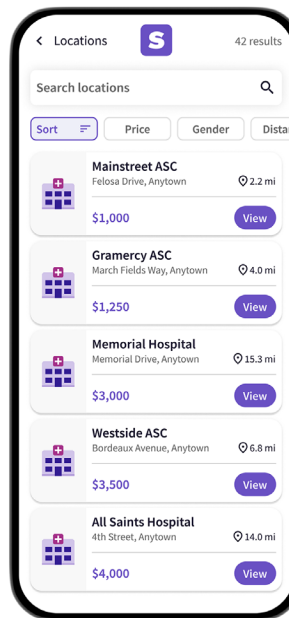 Locations
S
42 results
Search locations
Sort
Price
Gender
Mainstreet ASC
Felosa Drive, Anytown
2.2 mi
$1,000
View
Gramercy ASC
March Fields Way, Anytown
4.0 mi
$1,250
View
Memorial Hospital
Memorial Drive, Anytown
15.3 mi
$3,000
View
Westside ASC
Bordeaux Avenue, Anytown
6.8 mi
$3,500
View
All Saints Hospital
4th Street, Anytown
14.0 mi
$4,000
View